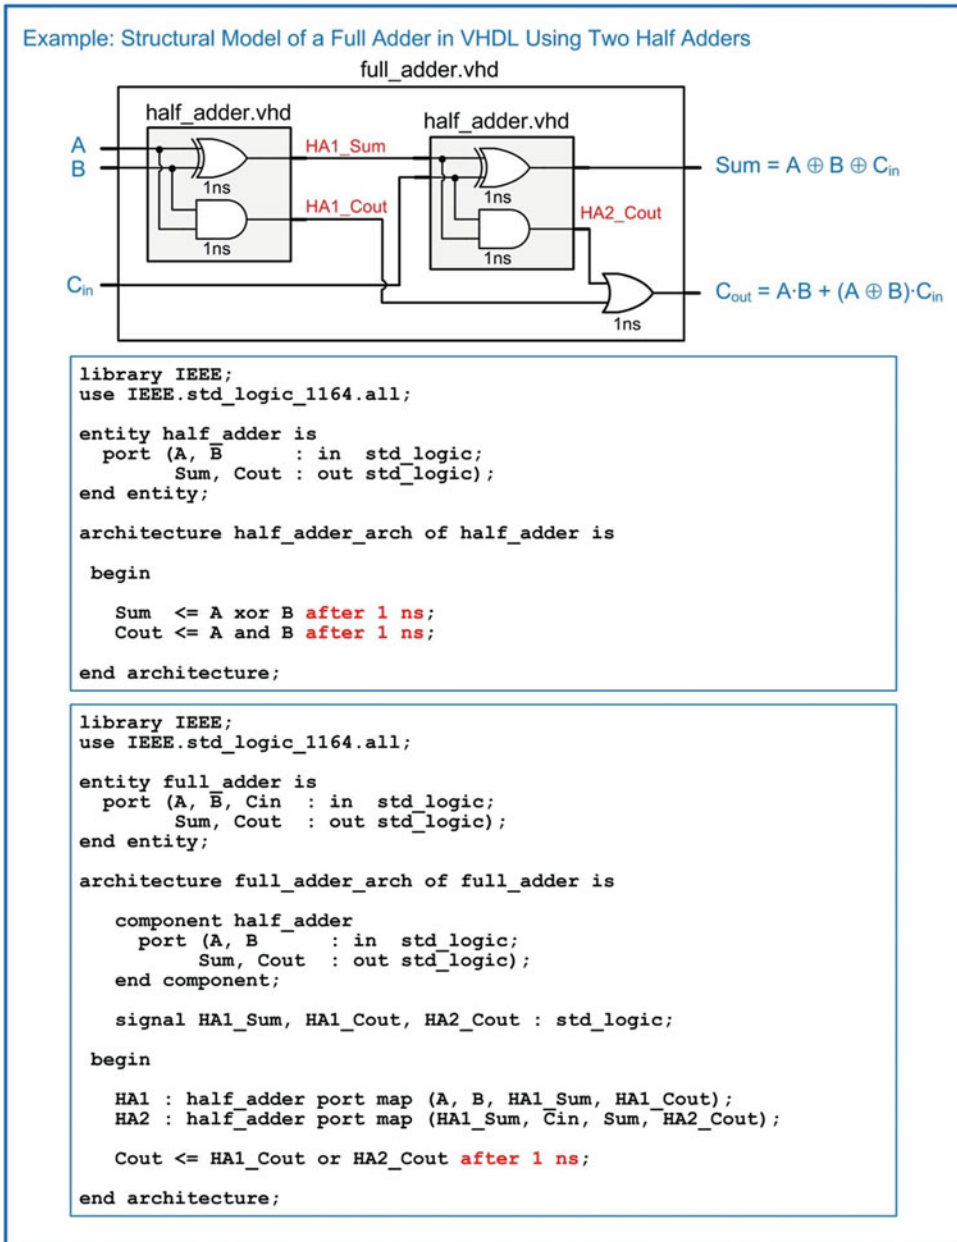 Example: Structural Model of a Full Adder in VHDL Using Two Half Adders
full_adder.vhd
half_adder.vhd
half_adder.vhd
A
B
HA1_Sum
1ns
HA1_Cout
1ns
1ns
HA2_Cout
1ns
Sum = A ⊕ B ⊕ Cin
Cin
1ns
Cout = A·B + (A ⊕ B)·Cin
library IEEE;
use IEEE.std_logic_1164.all;
entity half_adder is
port (A, B : in std_logic;
Sum, Cout : out std_logic);
end entity;
architecture half_adder_arch of half_adder is
begin
Sum <= A xor B after 1 ns;
Cout <= A and B after 1 ns;
end architecture;
library IEEE;
use IEEE.std_logic_1164.all;
entity full_adder is
port (A, B, Cin : in std_logic;
Sum, Cout : out std_logic);
end entity;
architecture full_adder_arch of full_adder is
component half_adder
port (A, B : in std_logic;
Sum, Cout : out std_logic);
end component;
signal HA1_Sum, HA1_Cout, HA2_Cout : std_logic;
begin
HA1 : half_adder port map (A, B, HA1_Sum, HA1_Cout);
HA2 : half_adder port map (HA1_Sum, Cin, Sum, HA2_Cout);
Cout <= HA1_Cout or HA2_Cout after 1 ns;
end architecture;